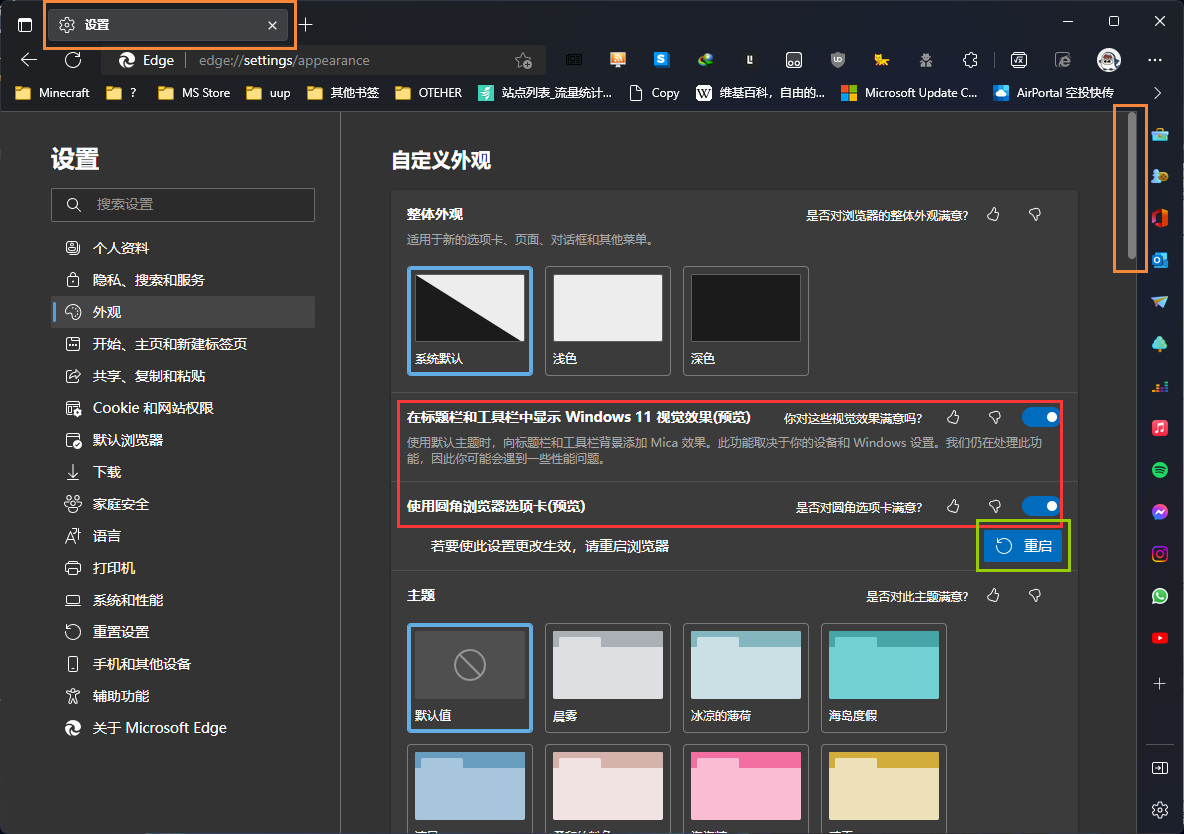 设置
Edge
edge://settings/appearance
Minecraft
?
MS Store
uup
其他书签
OTEHER
站点列表_流量统计...
Copy
维基百科，自由的...
Microsoft Update C...
AirPortal 空投快传
设置
搜索设置
个人资料
隐私、搜索和服务
外观
开始、主页和新建标签页
共享、复制和粘贴
Cookie 和网站权限
默认浏览器
下载
家庭安全
语言
打印机
系统和性能
重置设置
手机和其他设备
辅助功能
关于 Microsoft Edge
自定义外观
整体外观
是否对浏览器的整体外观满意?
适用于新的选项卡、页面、对话框和其他菜单。
系统默认
浅色
深色
在标题栏和工具栏中显示 Windows 11 视觉效果(预览)
你对这些视觉效果满意吗?
使用默认主题时，向标题栏和工具栏背景添加 Mica 效果。此功能取决于你的设备和 Windows 设置。我们仍在处理此功
能，因此你可能会遇到一些性能问题。
使用圆角浏览器选项卡(预览)
是否对圆角选项卡满意?
若要使此设置更改生效，请重启浏览器
重启
主题
是否对此主题满意?
默认值
晨雾
冰凉的薄荷
海岛度假